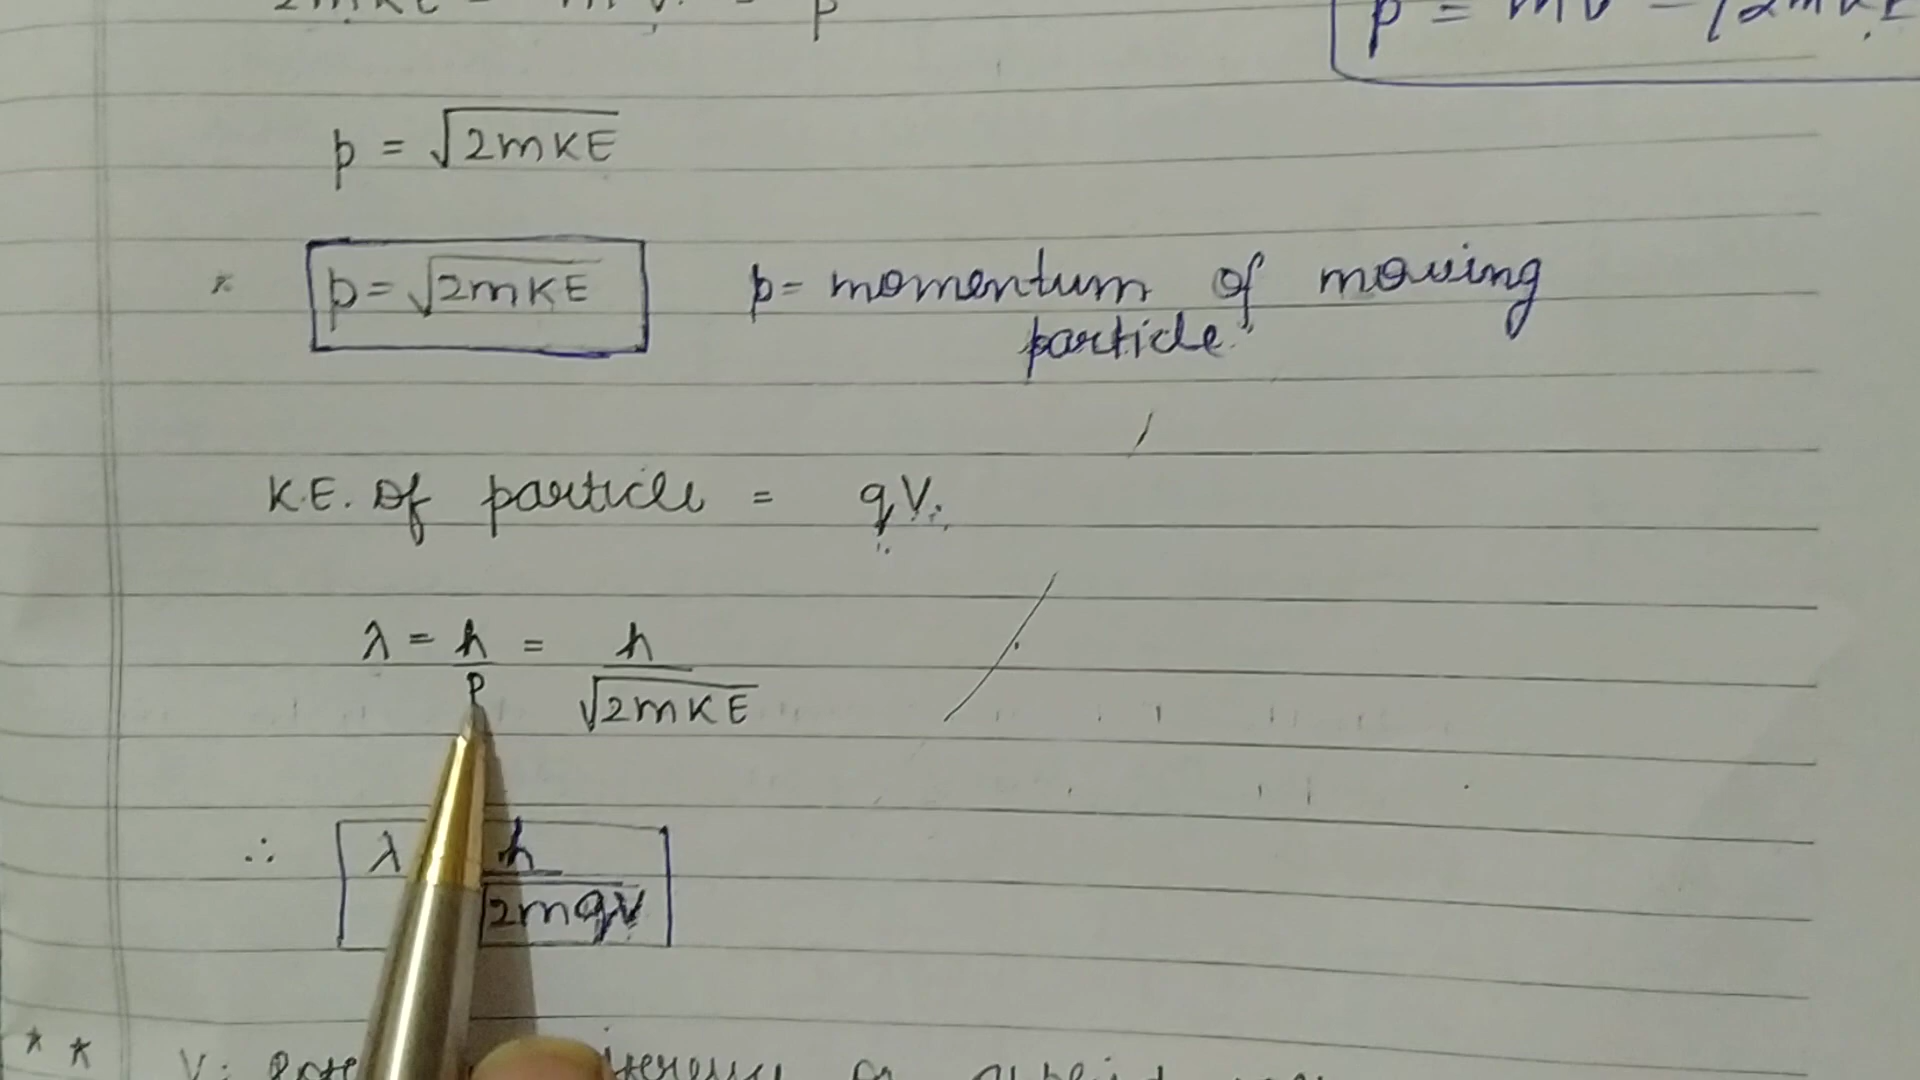 p = √2mKE
* p = √2mKE p = momentum of moving
particle.
K.E. of particle = qV.
λ = h/p = h/√2mKE
∴ λ h/√2mqV
* * V: